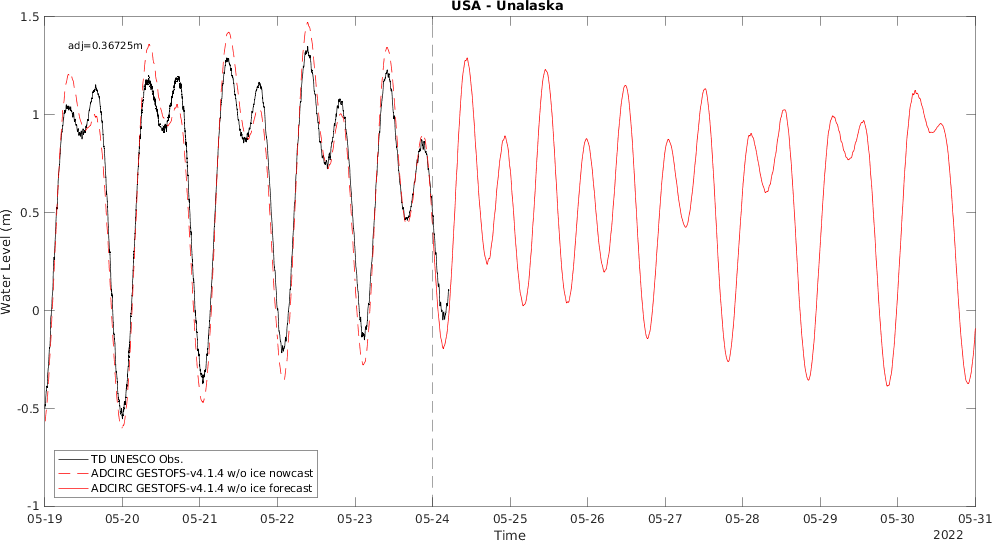 USA - Unalaska
1.5
adj=0.36725m
1
0.5
0
-0.5
-1
Water Level (m)
TD UNESCO Obs.
ADCIRC GESTOFS-v4.1.4 w/o ice nowcast
ADCIRC GESTOFS-v4.1.4 w/o ice forecast
05-19 05-20 05-21 05-22 05-23 05-24 05-25 05-26 05-27 05-28 05-29 05-30 05-31
Time
2022